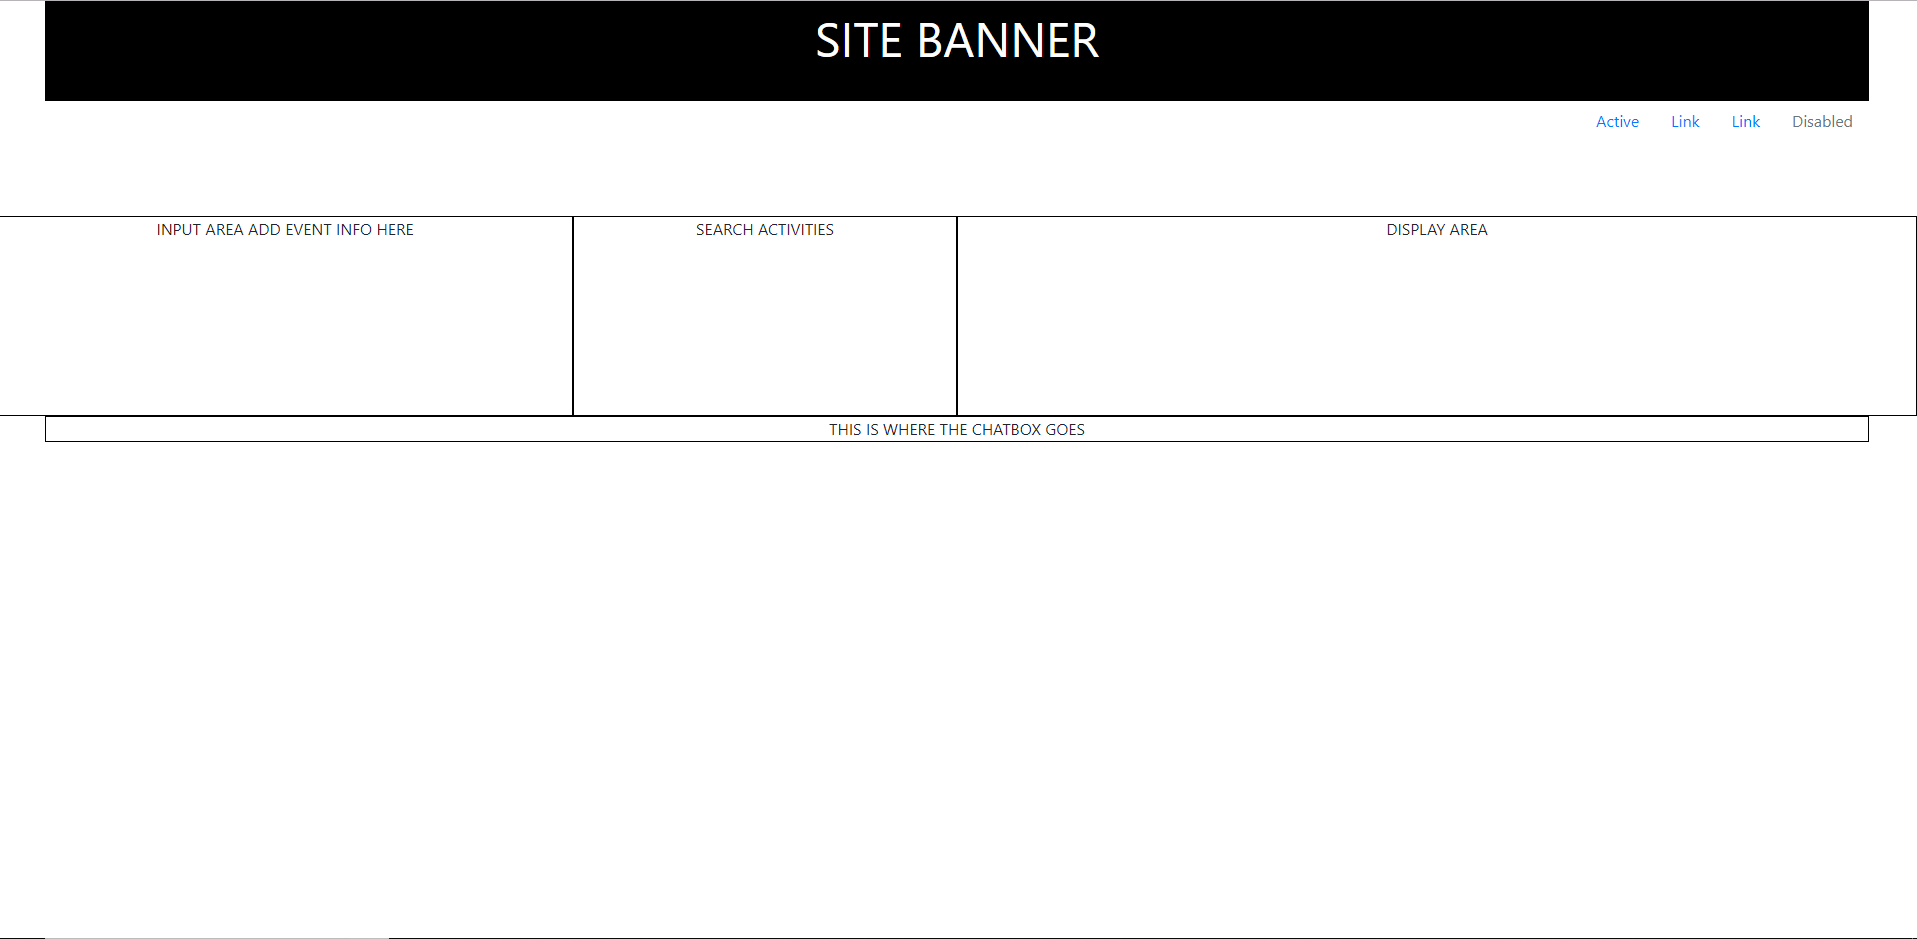 SITE BANNER
Active Link Link Disabled
INPUT AREA ADD EVENT INFO HERE
SEARCH ACTIVITIES
DISPLAY AREA
THIS IS WHERE THE CHATBOX GOES